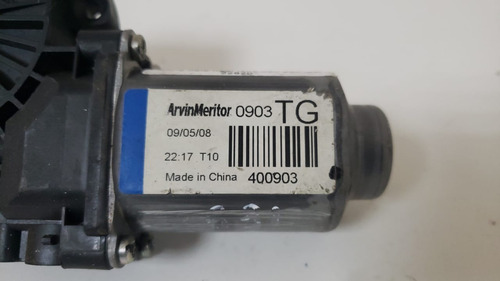 ArvinMeritor 0903 TG
09/05/08
22:17 T10
Made in China 400903